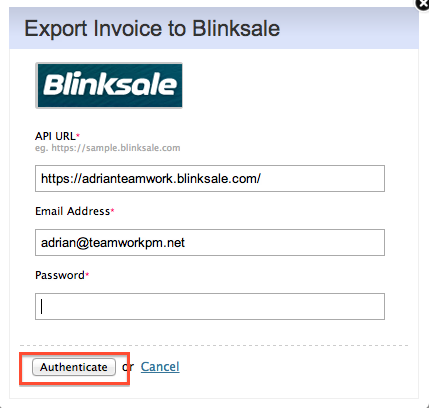 Export Invoice to Blinksale
Blinksale
API URL*
eg. https://sample.blinksale.com
https://adrianteamwork.blinksale.com/
Email Address*
adrian@teamworkpm.net
Password*
Authenticate or Cancel